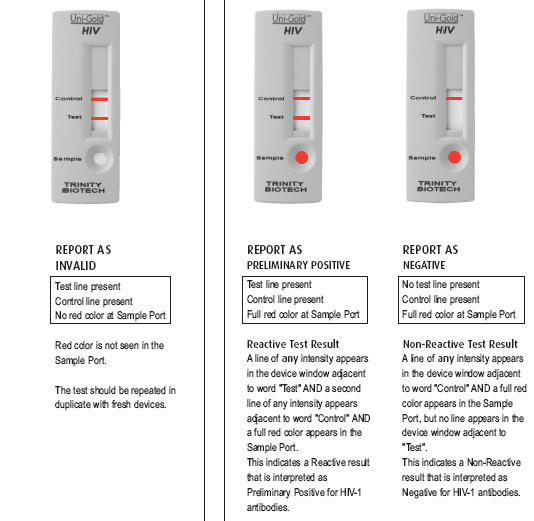 Uni-Gold™
HIV
Control
Test
Sample
TRINITY
BIOTECH
REPORT AS
INVALID
Test line present
Control line present
No red color at Sample Port
Red color is not seen in the
Sample Port.
The test should be repeated in
duplicate with fresh devices.
Uni-Gold™
HIV
Control
Test
Sample
TRINITY
BIOTECH
REPORT AS
PRELIMINARY POSITIVE
Test line present
Control line present
Full red color at Sample Port
Reactive Test Result
A line of any intensity appears
in the device window adjacent
to word "Test" AND a second
line of any intensity appears
adjacent to word "Control" AND
a full red color appears in the
Sample Port.
This indicates a Reactive result
that is interpreted as
Preliminary Positive for HIV-1
antibodies.
Uni-Gold™
HIV
Control
Test
Sample
TRINITY
BIOTECH
REPORT AS
NEGATIVE
No test line present
Control line present
Full red color at Sample Port
Non-Reactive Test Result
A line of any intensity appears
in the device window adjacent
to word "Control" AND a full red
color appears in the Sample
Port, but no line appears in the
device window adjacent to
"Test".
This indicates a Non-Reactive
result that is interpreted as
Negative for HIV-1 antibodies.